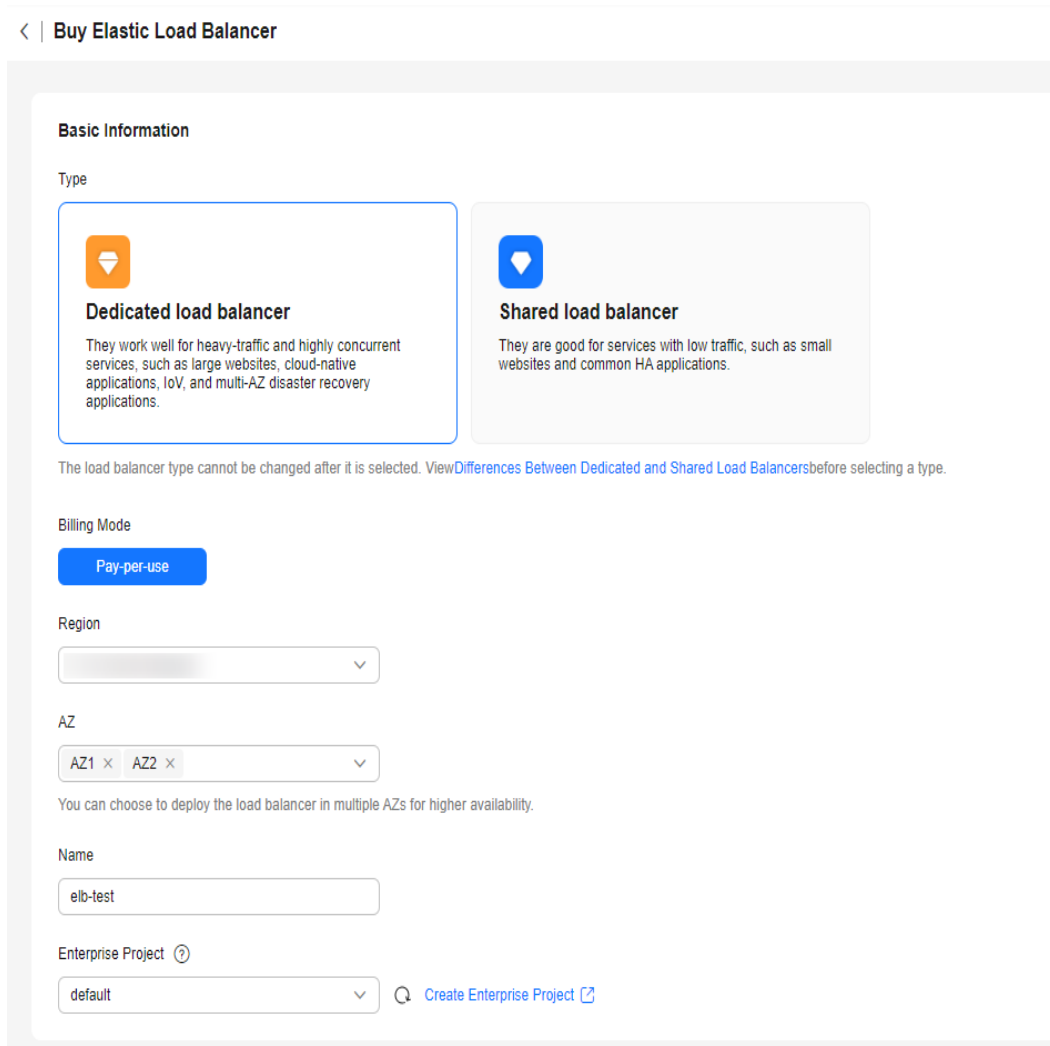 Buy Elastic Load Balancer
Basic Information
Type
Dedicated load balancer
They work well for heavy-traffic and highly concurrent
services, such as large websites, cloud-native
applications, IoV, and multi-AZ disaster recovery
applications.
Shared load balancer
They are good for services with low traffic, such as small
websites and common HA applications.
The load balancer type cannot be changed after it is selected. ViewDifferences Between Dedicated and Shared Load Balancersbefore selecting a type.
Billing Mode
Pay-per-use
Region
AZ
AZ1 × AZ2 ×
You can choose to deploy the load balancer in multiple AZs for higher availability.
Name
elb-test
Enterprise Project ?
default
Create Enterprise Project